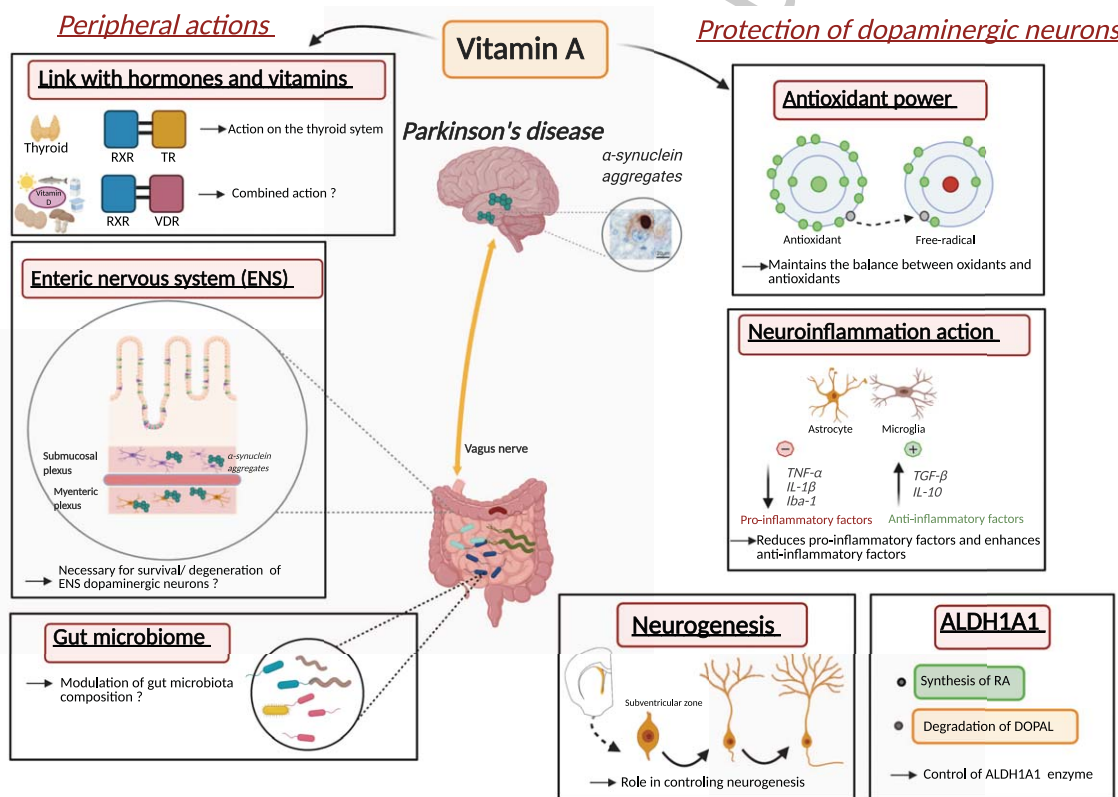 Peripheral actions
Vitamin A
Protection of dopaminergic neurons
Link with hormones and vitamins
Thyroid
RXR
TR
Action on the thyroid sytem
Vitamin
D
RXR
VDR
Combined action ?
Parkinson's disease
α-synuclein
aggregates
Vagus nerve
Enteric nervous system (ENS)
Submucosal
plexus
α-synuclein
aggregates
Myenteric
plexus
Necessary for survival/ degeneration of
ENS dopaminergic neurons ?
Gut microbiome
Modulation of gut microbiota
composition ?
Antioxidant power
Antioxidant
Free-radical
Maintains the balance between oxidants and
antioxidants
Neuroinflammation action
Astrocyte
Microglia
TNF-α
IL-1β
Iba-1
TGF-β
IL-10
Pro-inflammatory factors
Anti-inflammatory factors
Reduces pro-inflammatory factors and enhances
anti-inflammatory factors
Neurogenesis
Subventricular zone
Role in controling neurogenesis
ALDH1A1
Synthesis of RA
Degradation of DOPAL
Control of ALDH1A1 enzyme